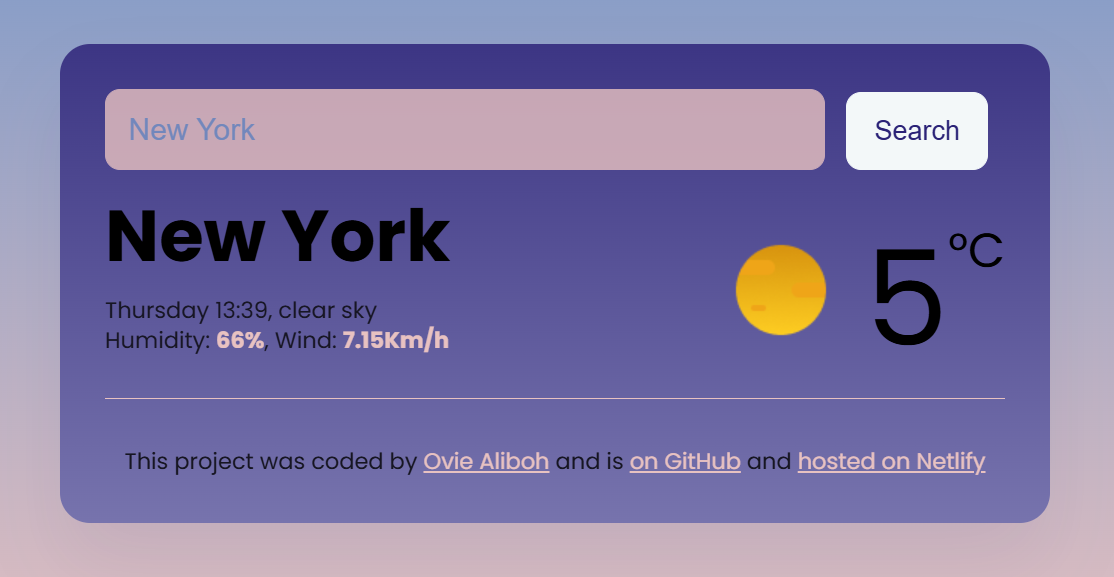 New York
Search
New York
Thursday 13:39, clear sky
Humidity: 66%, Wind: 7.15Km/h
5°C
This project was coded by Ovie Aliboh and is on GitHub and hosted on Netlify